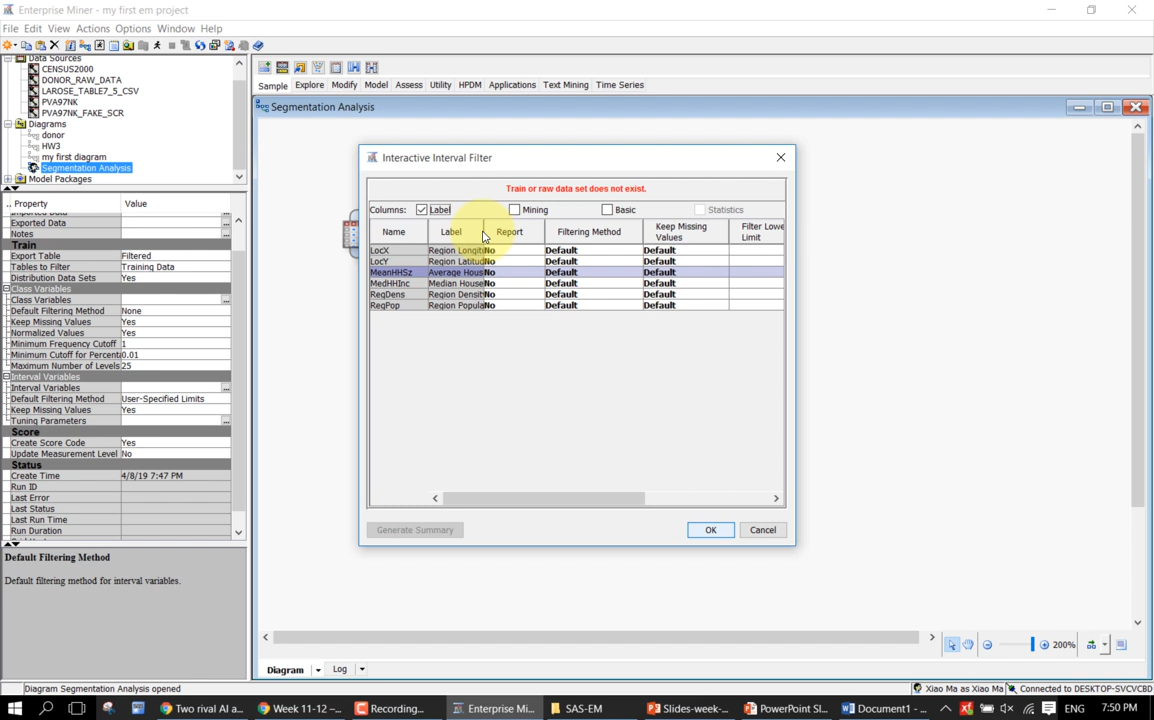 Enterprise Miner - my first em project
File Edit View Actions Options Window Help
Data Sources
CENSUS2000
DONOR_RAW_DATA
LAROSE_TABLE7_5_CSV
PVA97NK
PVA97NK_FAKE_SCR
Diagrams
donor
HW3
my first diagram
Segmentation Analysis
Model Packages
Sample Explore Modify Model Assess Utility HPDM Applications Text Mining Time Series
Segmentation Analysis
.. Property Value
Exported Data ...
Notes ...
Train
Export Table Filtered
Tables to Filter Training Data
Distribution Data Sets Yes
Class Variables
Class Variables ...
Default Filtering Method None
Keep Missing Values Yes
Normalized Values Yes
Minimum Frequency Cutoff 1
Minimum Cutoff for Percent 0.01
Maximum Number of Levels 25
Interval Variables
Interval Variables ...
Default Filtering Method User-Specified Limits
Keep Missing Values Yes
Tuning Parameters ...
Score
Create Score Code Yes
Update Measurement Level No
Status
Create Time 4/8/19 7:47 PM
Run ID
Last Error
Last Status
Last Run Time
Run Duration
Default Filtering Method
Default filtering method for interval variables.
Interactive Interval Filter
Train or raw data set does not exist.
Columns: Label Mining Basic Statistics
Name Label Report Filtering Method Keep Missing Values Filter Lowe Limit
LocX Region Longit No Default Default
LocY Region Latitud No Default Default
MeanHHSz Average Hous No Default Default
MedHHInc Median House No Default Default
RegDens Region Densit No Default Default
RegPop Region Popula No Default Default
Generate Summary OK Cancel
200%
Diagram Log
Diagram Segmentation Analysis opened
Xiao Ma as Xiao Ma Connected to DESKTOP-SVCVCBD
Two rival AI a... Week 11-12 –... Recording... Enterprise Mi... SAS-EM Slides-week-... PowerPoint Sl... Document1 - ... ENG 7:50 PM